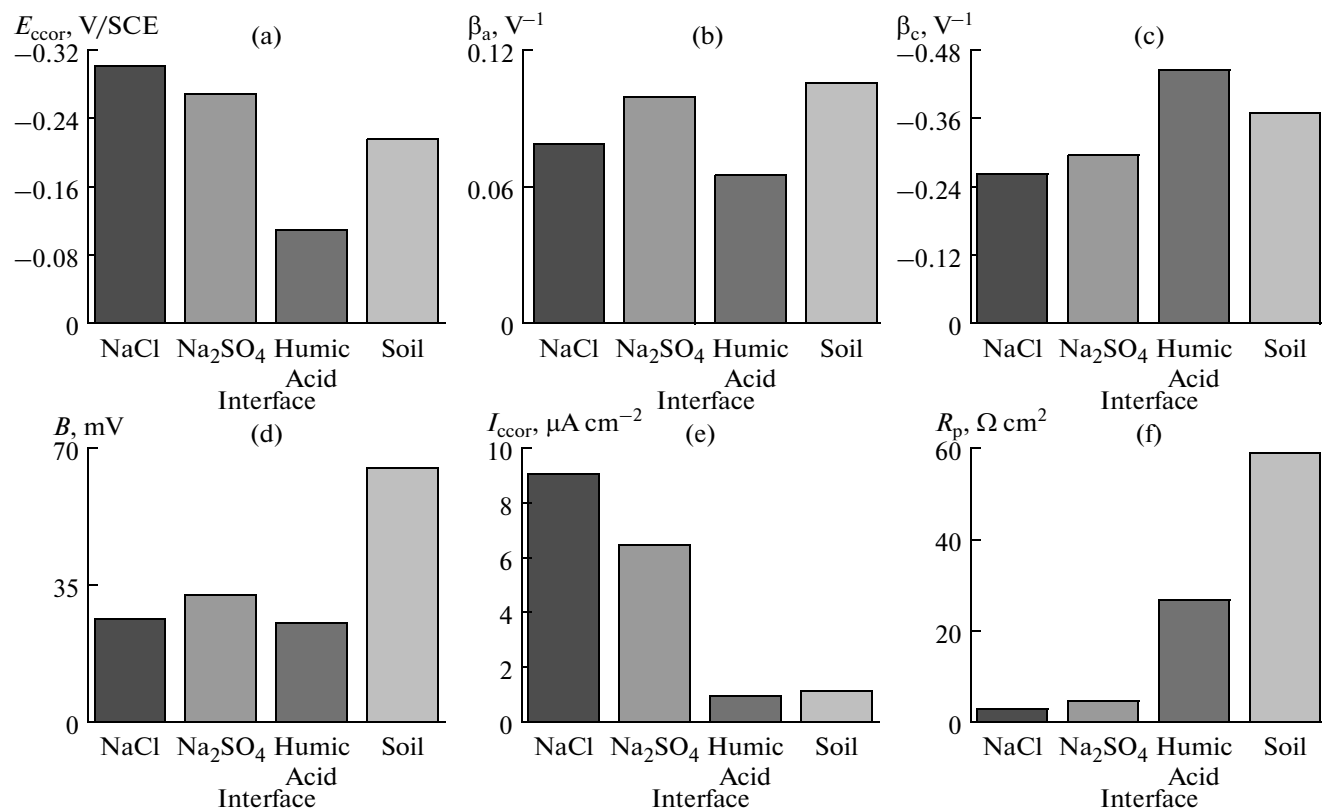 E_ccor, V/SCE
(a)
−0.32
−0.24
−0.16
−0.08
0
NaCl Na₂SO₄ Humic Acid Soil
Interface
β_a, V⁻¹
(b)
0.12
0.06
0
NaCl Na₂SO₄ Humic Acid Soil
Interface
β_c, V⁻¹
(c)
−0.48
−0.36
−0.24
−0.12
0
NaCl Na₂SO₄ Humic Acid Soil
Interface
B, mV
(d)
70
35
0
NaCl Na₂SO₄ Humic Acid Soil
Interface
I_ccor, μA cm⁻²
(e)
10
8
6
4
2
0
NaCl Na₂SO₄ Humic Acid Soil
Interface
R_p, Ω cm²
(f)
60
40
60
20
0
NaCl Na₂SO₄ Humic Acid Soil
Interface